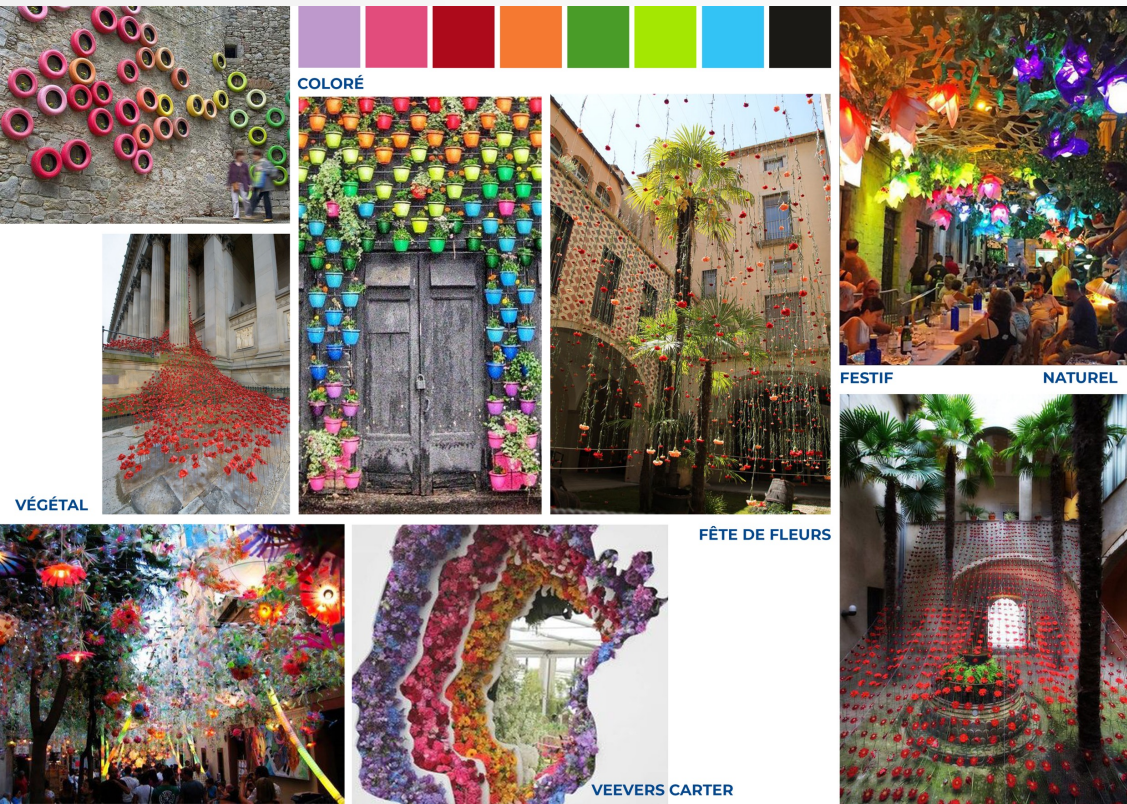 COLORÉ
FESTIF
NATUREL
VÉGÉTAL
FÊTE DE FLEURS
VEEVERS CARTER